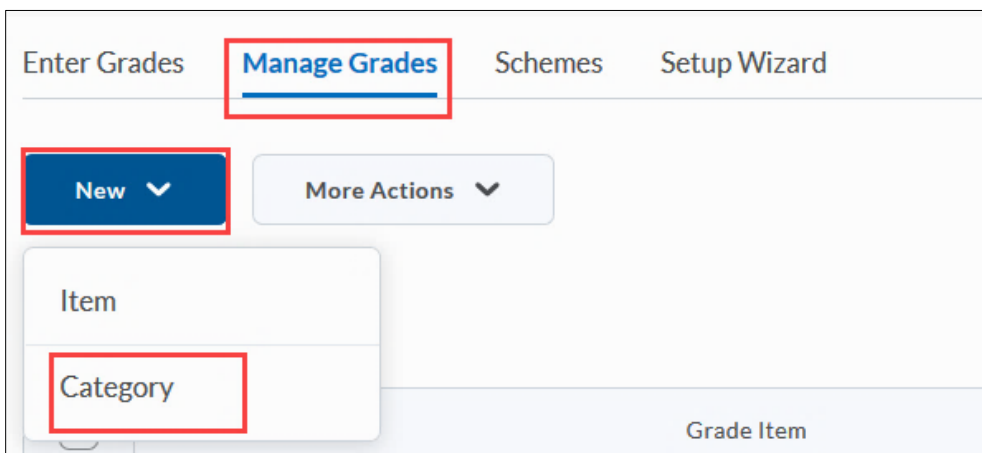 Enter Grades Manage Grades Schemes Setup Wizard
New More Actions
Item
Category
Grade Item